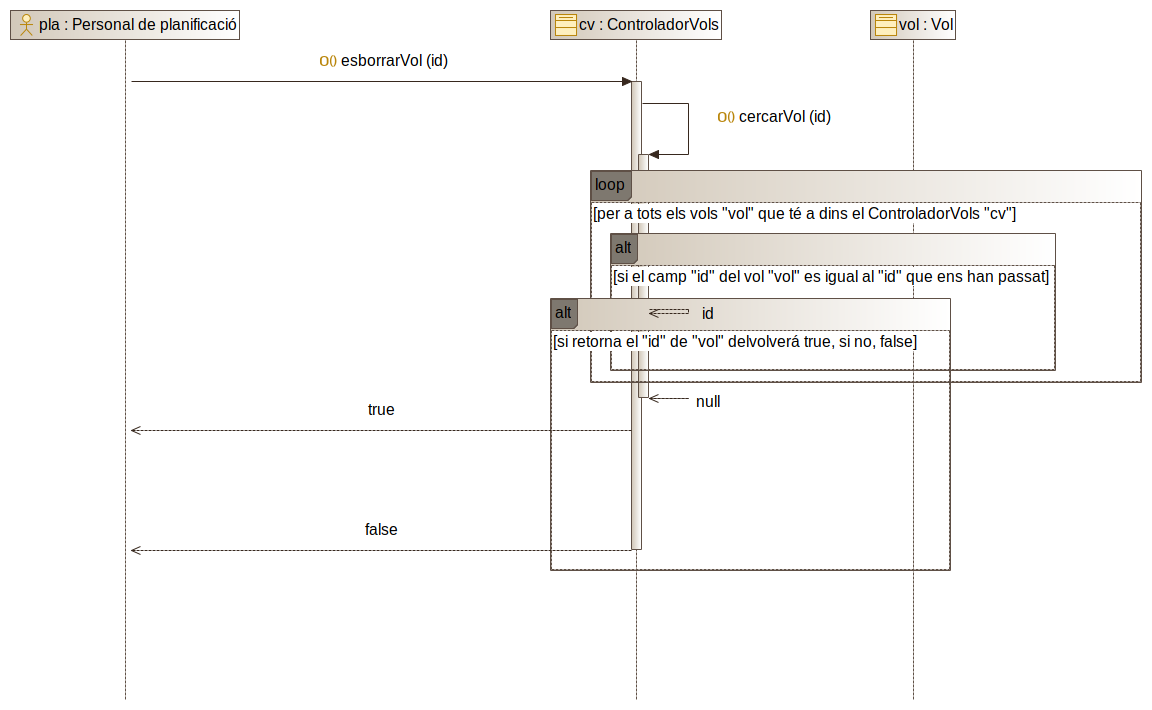 pla : Personal de planificació
cv : ControladorVols
vol : Vol
O() esborrarVol (id)
O() cercarVol (id)
loop
[per a tots els vols "vol" que té a dins el ControladorVols "cv"]
alt
[si el camp "id" del vol "vol" es igual al "id" que ens han passat]
alt
id
[si retorna el "id" de "vol" delvolverá true, si no, false]
null
true
false